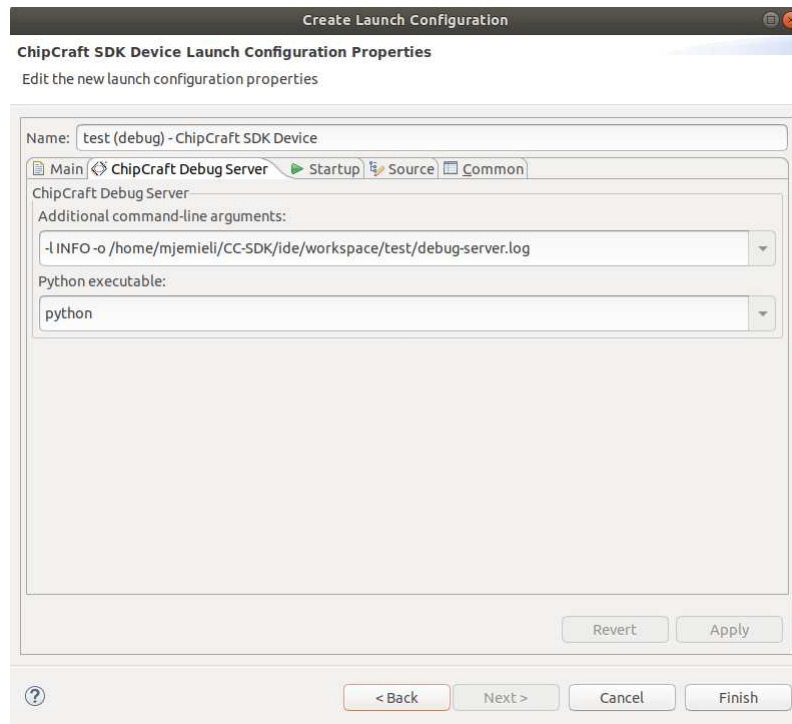 Create Launch Configuration
ChipCraft SDK Device Launch Configuration Properties
Edit the new launch configuration properties
Name: test (debug) - ChipCraft SDK Device
Main ChipCraft Debug Server Startup Source Common
ChipCraft Debug Server
Additional command-line arguments:
-l INFO -o /home/mjemieli/CC-SDK/ide/workspace/test/debug-server.log
Python executable:
python
Revert Apply
? < Back Next > Cancel Finish